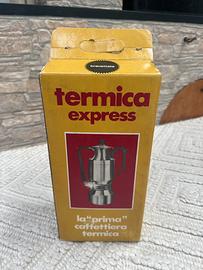 termica
express
la "prima"
caffettiera
termica